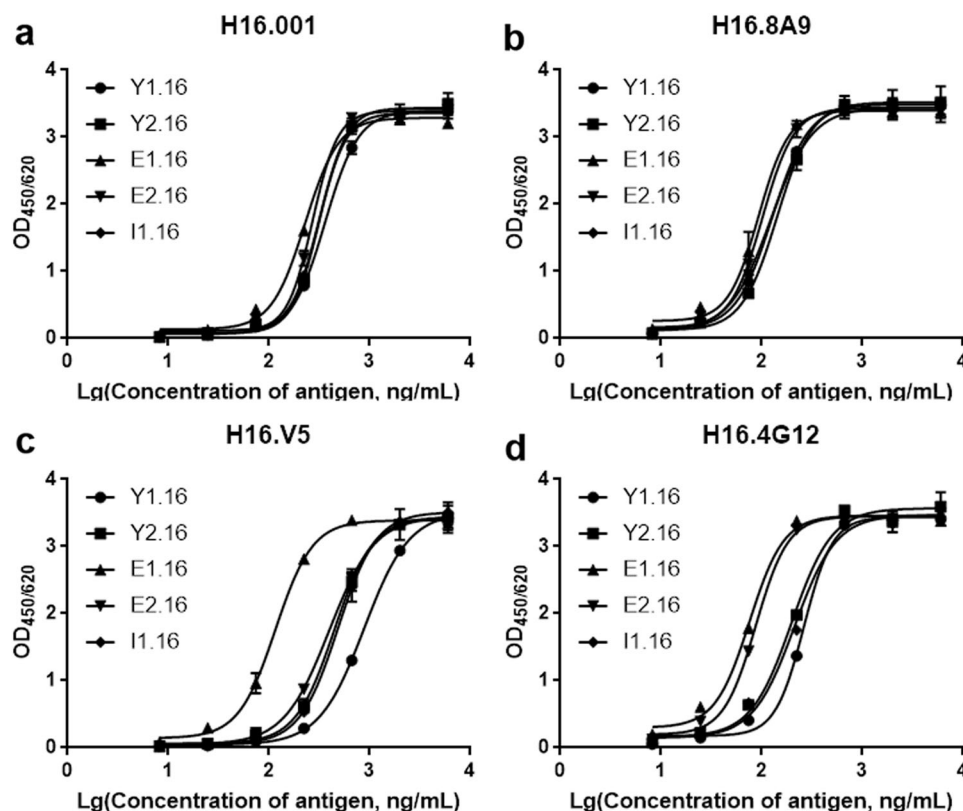 a
H16.001
4
3
2
1
0
OD450/620
Y1.16
Y2.16
E1.16
E2.16
I1.16
0
1
2
3
4
Lg(Concentration of antigen, ng/mL)
b
H16.8A9
4
3
2
1
0
OD450/620
Y1.16
Y2.16
E1.16
E2.16
I1.16
0
1
2
3
4
Lg(Concentration of antigen, ng/mL)
c
H16.V5
4
3
2
1
0
OD450/620
Y1.16
Y2.16
E1.16
E2.16
I1.16
0
1
2
3
4
Lg(Concentration of antigen, ng/mL)
d
H16.4G12
4
3
2
1
0
OD450/620
Y1.16
Y2.16
E1.16
E2.16
I1.16
0
1
2
3
4
Lg(Concentration of antigen, ng/mL)